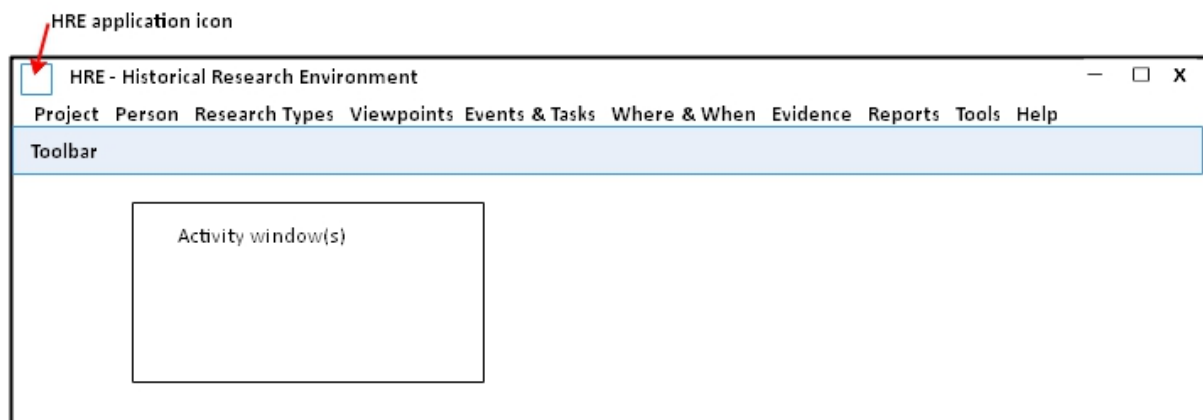 HRE application icon
HRE - Historical Research Environment
Project Person Research Types Viewpoints Events & Tasks Where & When Evidence Reports Tools Help
Toolbar
Activity window(s)